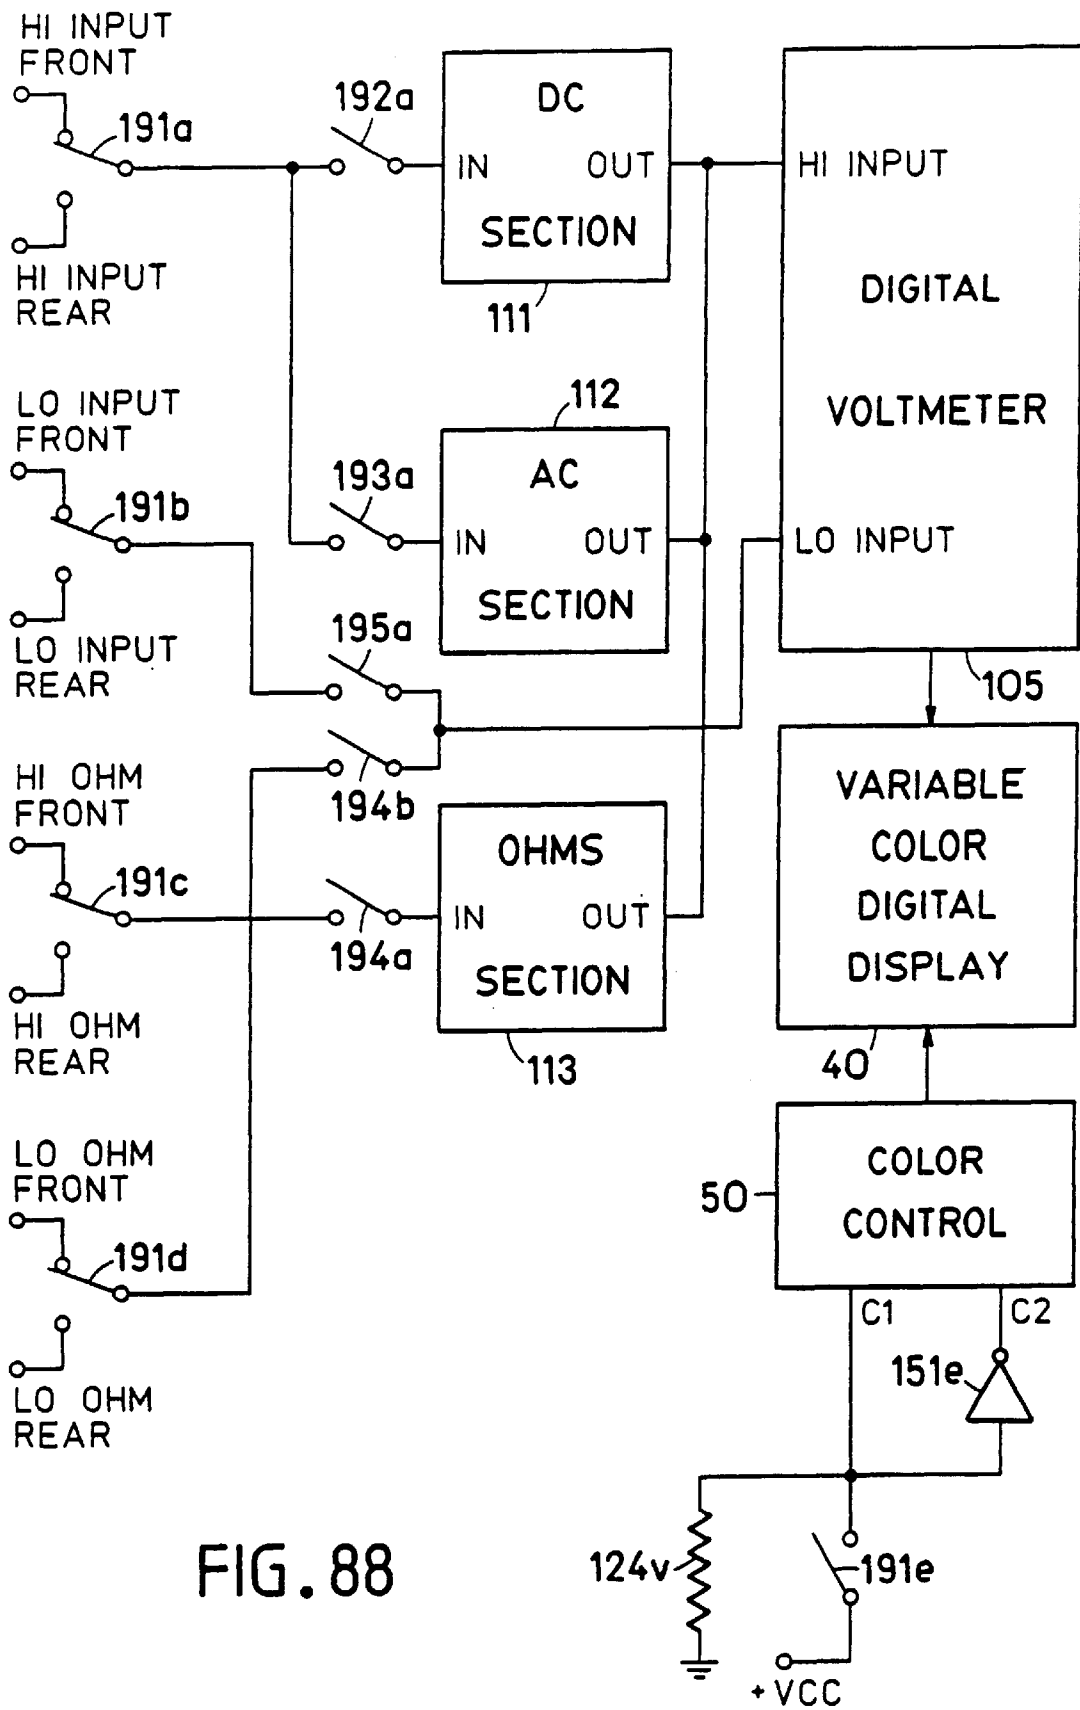 HI INPUT
FRONT
191a
HI INPUT
REAR
192a
DC
IN OUT
SECTION
111
HI INPUT
DIGITAL
VOLTMETER
LO INPUT
105
LO INPUT
FRONT
191b
LO INPUT
REAR
193a
112
AC
IN OUT
SECTION
195a
194b
HI OHM
FRONT
191c
HI OHM
REAR
194a
OHMS
IN OUT
SECTION
113
VARIABLE
COLOR
DIGITAL
DISPLAY
40
LO OHM
FRONT
191d
LO OHM
REAR
50
COLOR
CONTROL
C1 C2
151e
124v
191e
+VCC
FIG. 88